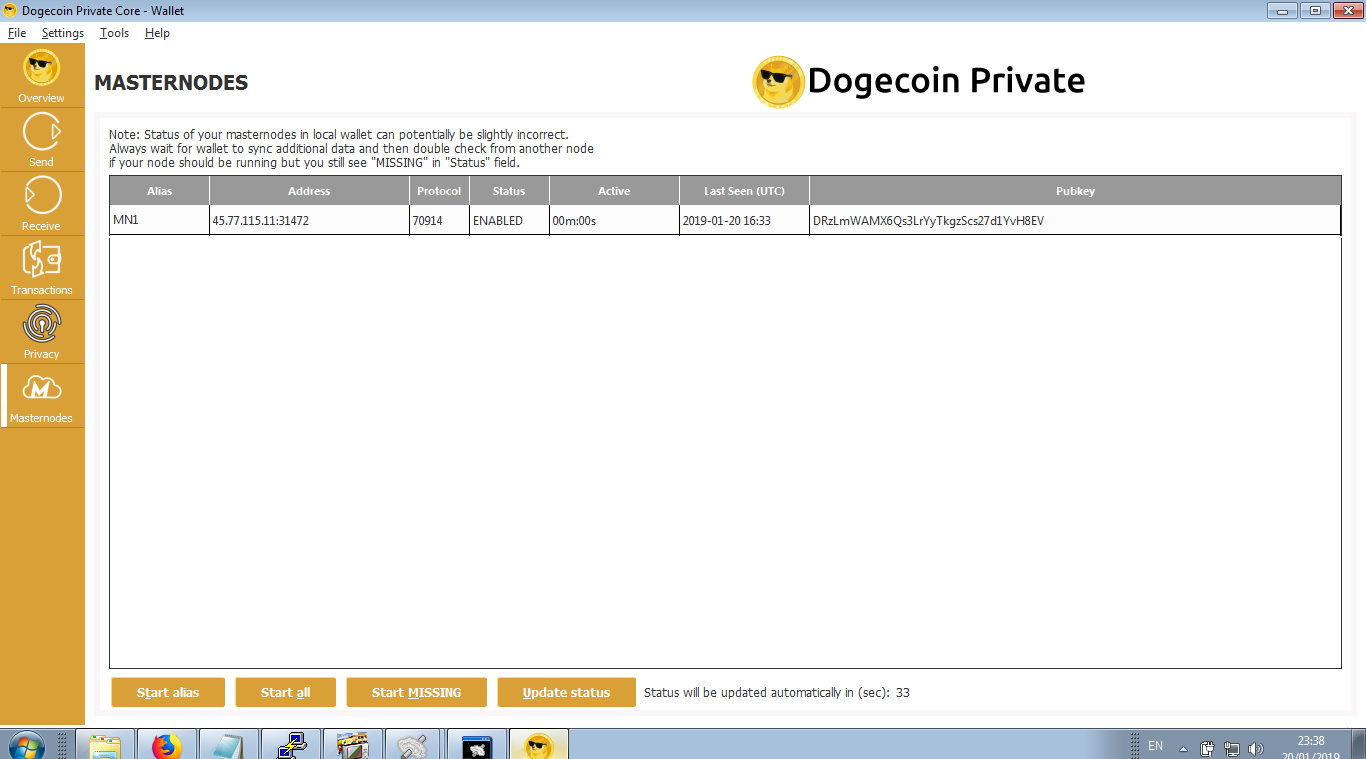 Dogecoin Private Core - Wallet
File Settings Tools Help
Overview
Send
Receive
Transactions
Privacy
Masternodes
MASTERNODES
Dogecoin Private
Note: Status of your masternodes in local wallet can potentially be slightly incorrect.
Always wait for wallet to sync additional data and then double check from another node
if your node should be running but you still see "MISSING" in "Status" field.
Alias Address Protocol Status Active Last Seen (UTC) Pubkey
MN1 45.77.115.11:31472 70914 ENABLED 00m:00s 2019-01-20 16:33 DRzLmWAMX6Qs3LrYyTkgzScs27d1YvH8EV
Start alias Start all Start MISSING Update status Status will be updated automatically in (sec): 33
EN 23:38
20/01/2019